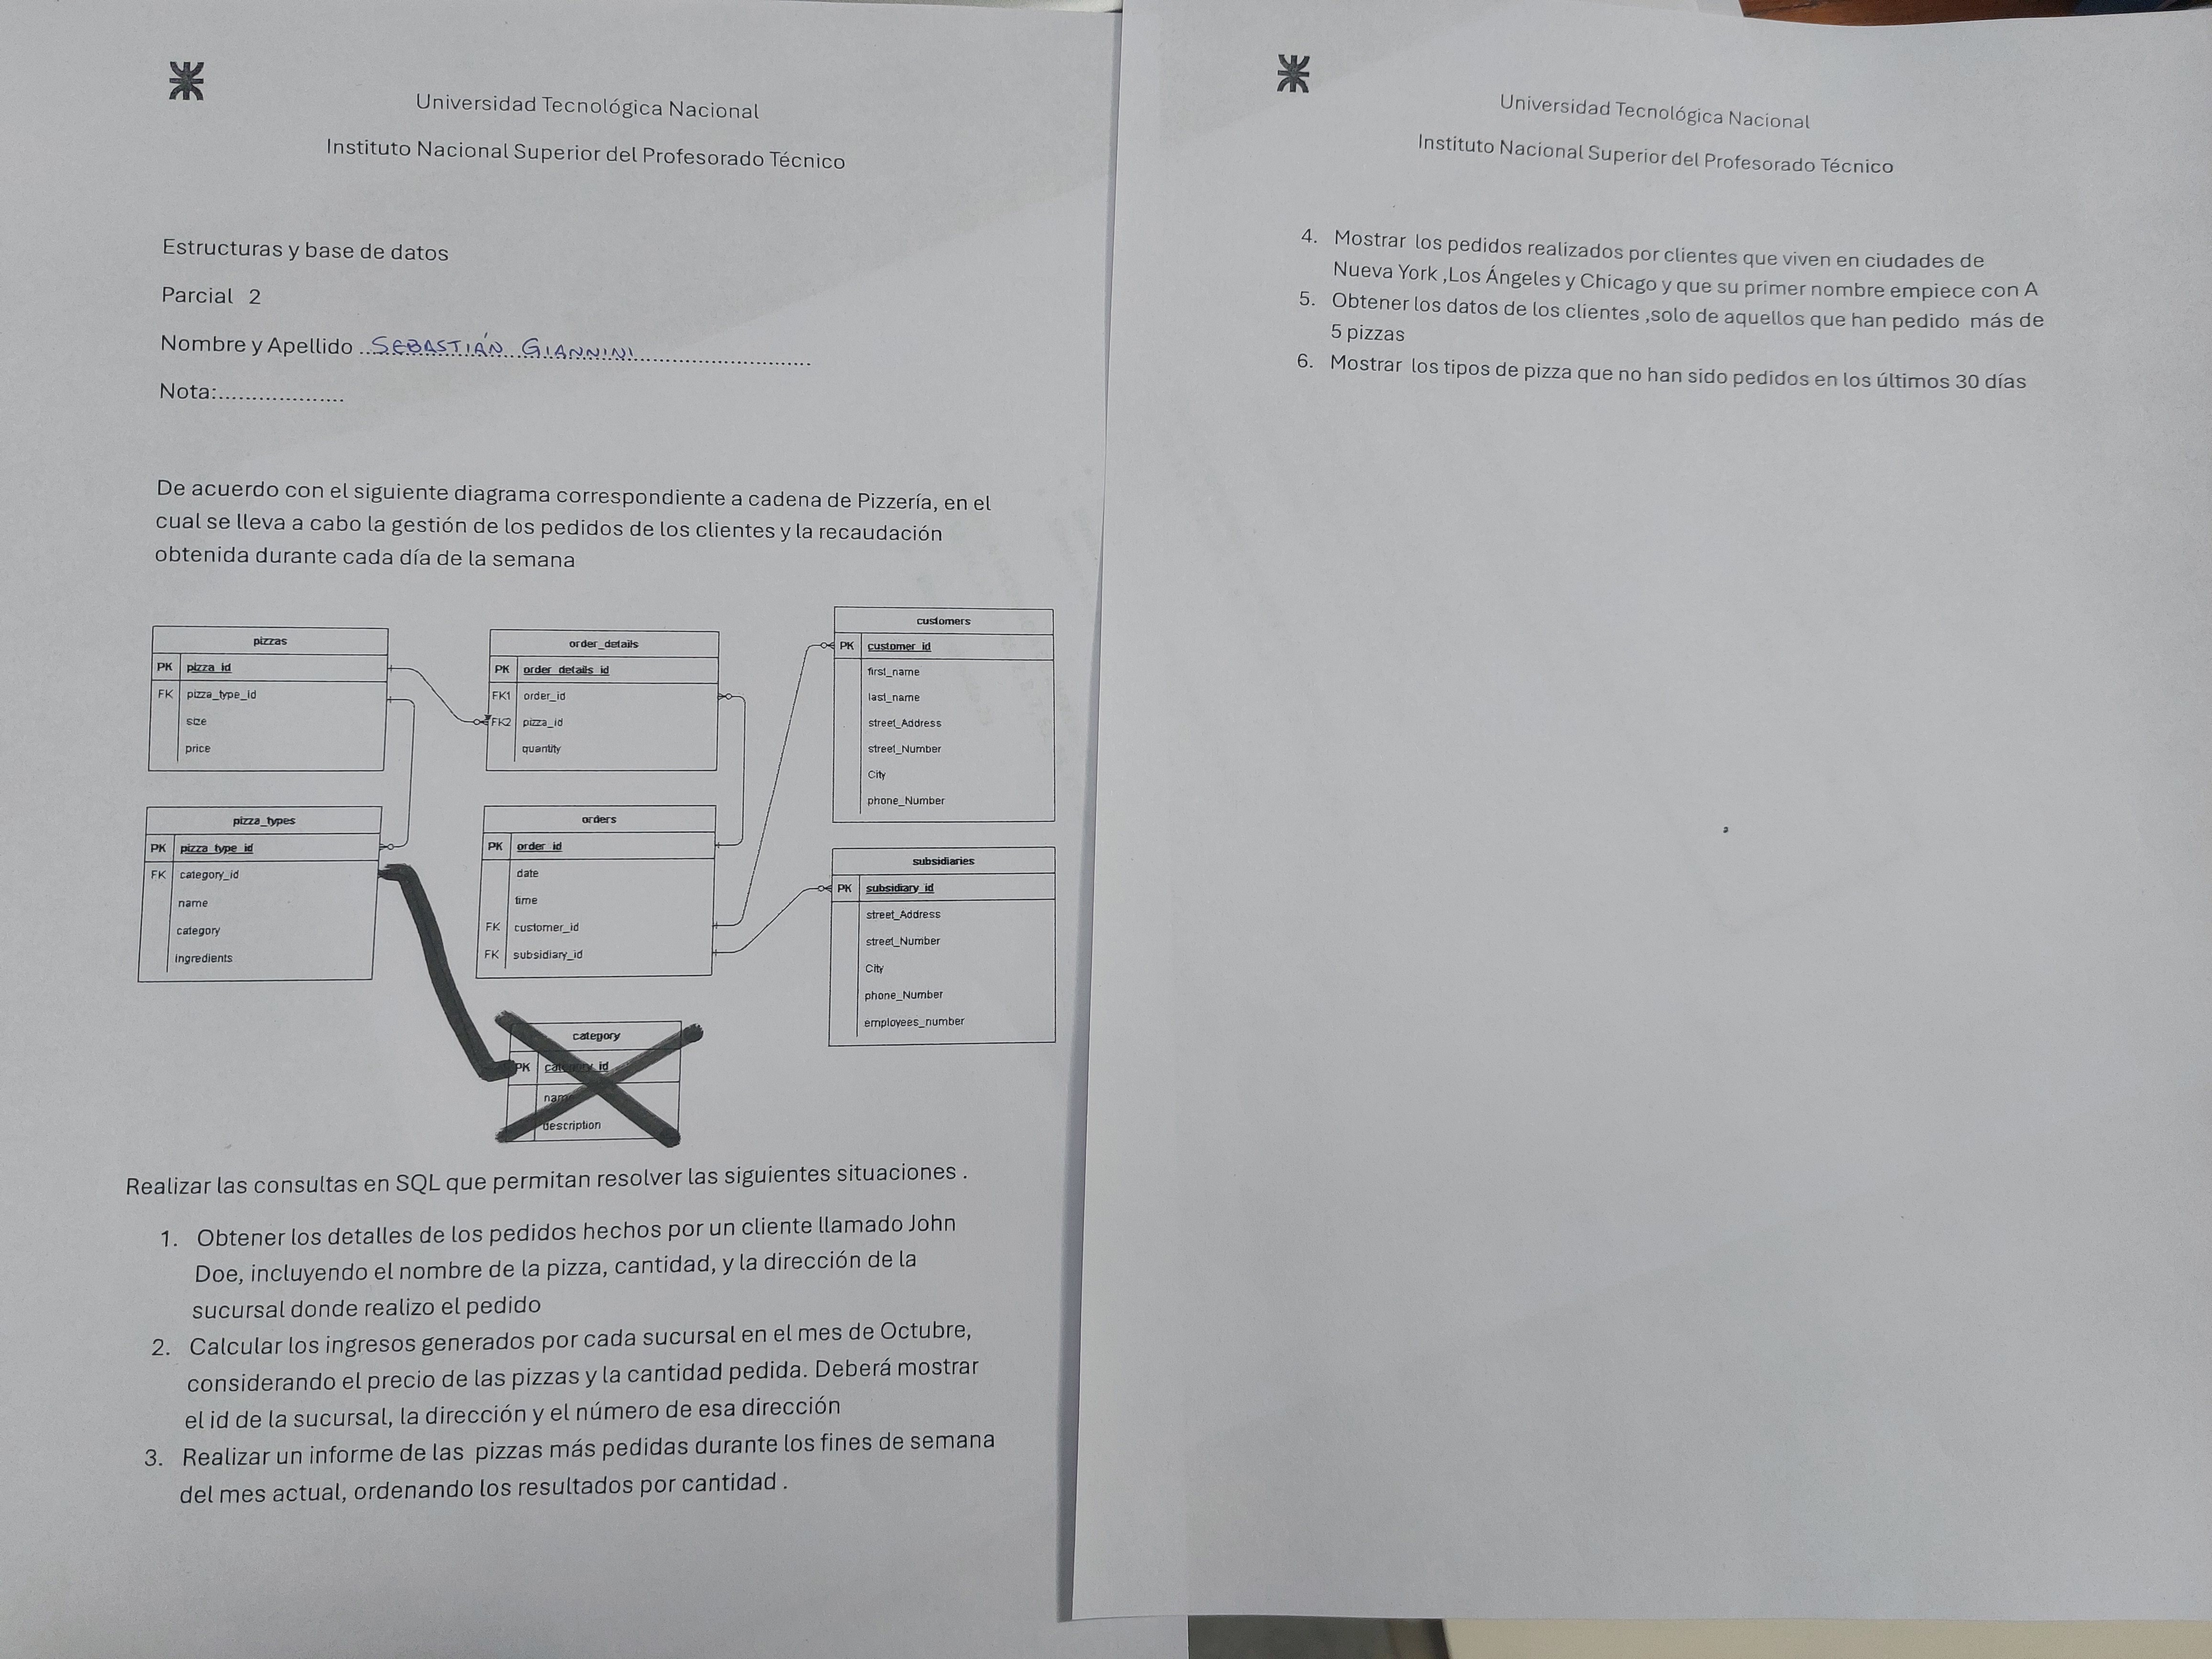 Universidad Tecnológica Nacional
Instituto Nacional Superior del Profesorado Técnico
Estructuras y base de datos
Parcial 2
Nombre y Apellido SEBASTIÁN GIANNINI
Nota:...................
De acuerdo con el siguiente diagrama correspondiente a cadena de Pizzería, en el
cual se lleva a cabo la gestión de los pedidos de los clientes y la recaudación
obtenida durante cada día de la semana
pizzas
PK pizza_id
FK pizza_type_id
size
price
order_details
PK order_details_id
FK1 order_id
FK2 pizza_id
quantity
customers
PK customer_id
first_name
last_name
street_Address
street_Number
City
phone_Number
pizza_types
PK pizza_type_id
FK category_id
name
category
ingredients
orders
PK order_id
date
time
FK customer_id
FK subsidiary_id
subsidiaries
PK subsidiary_id
street_Address
street_Number
City
phone_Number
employees_number
category
PK category_id
name
description
Realizar las consultas en SQL que permitan resolver las siguientes situaciones .
1. Obtener los detalles de los pedidos hechos por un cliente llamado John
Doe, incluyendo el nombre de la pizza, cantidad, y la dirección de la
sucursal donde realizo el pedido
2. Calcular los ingresos generados por cada sucursal en el mes de Octubre,
considerando el precio de las pizzas y la cantidad pedida. Deberá mostrar
el id de la sucursal, la dirección y el número de esa dirección
3. Realizar un informe de las pizzas más pedidas durante los fines de semana
del mes actual, ordenando los resultados por cantidad .
Universidad Tecnológica Nacional
Instituto Nacional Superior del Profesorado Técnico
4. Mostrar los pedidos realizados por clientes que viven en ciudades de
Nueva York ,Los Ángeles y Chicago y que su primer nombre empiece con A
5. Obtener los datos de los clientes ,solo de aquellos que han pedido más de
5 pizzas
6. Mostrar los tipos de pizza que no han sido pedidos en los últimos 30 días